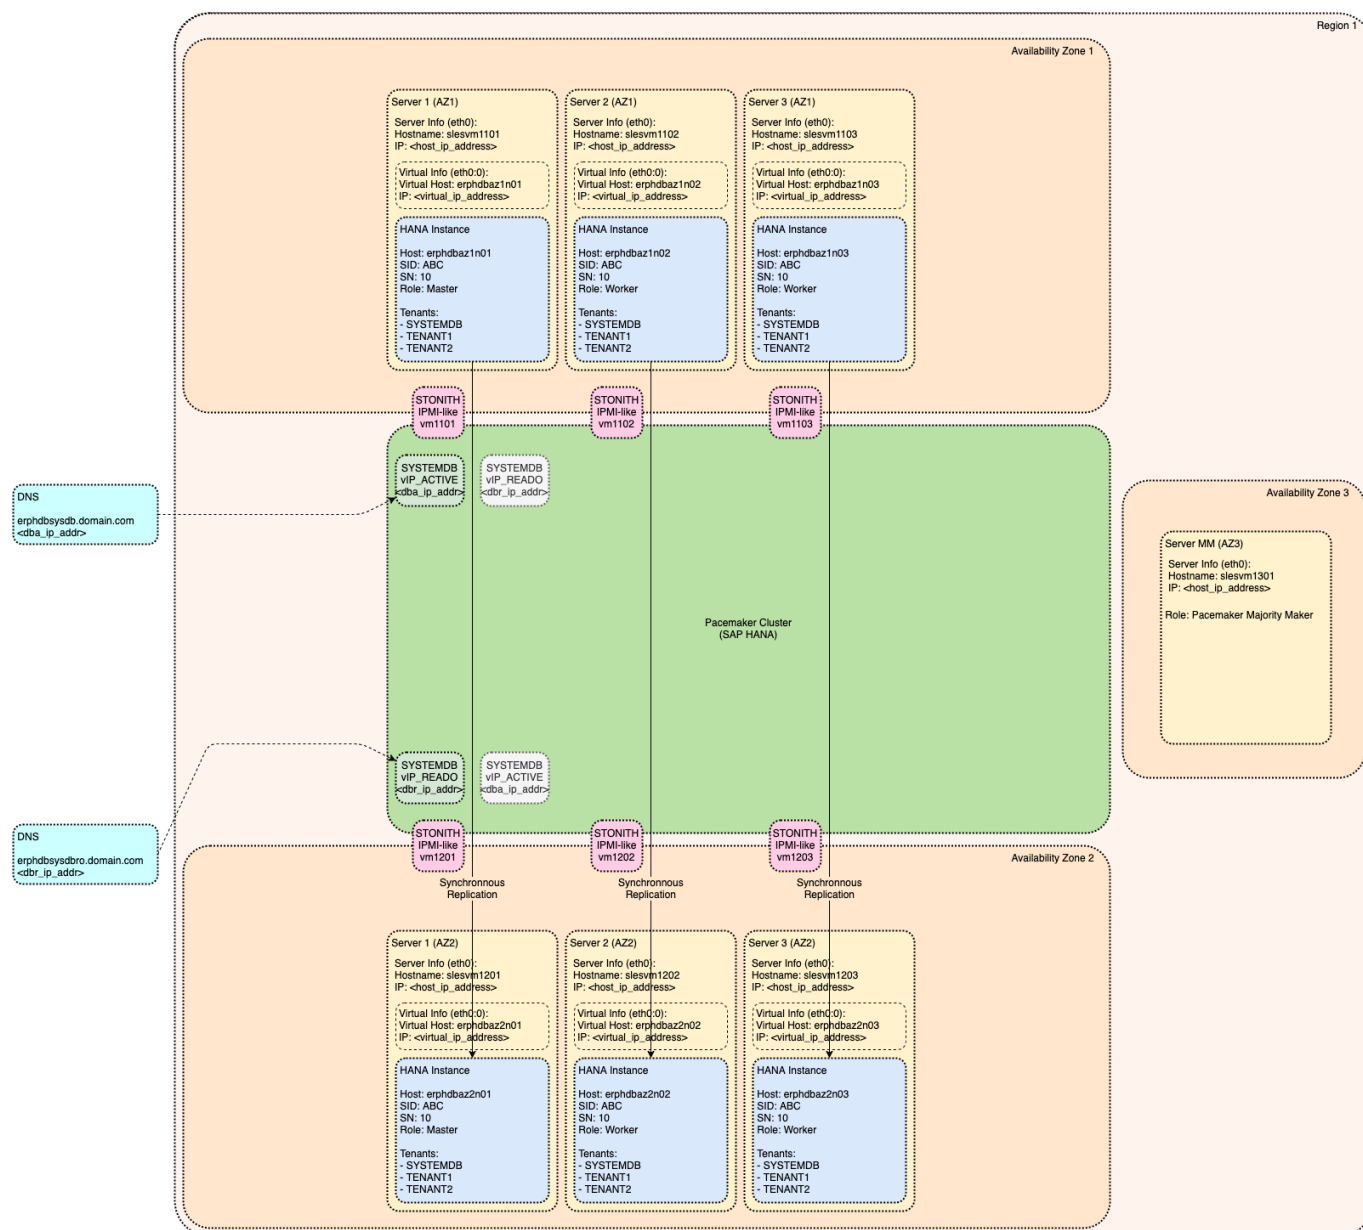 Region 1
Availability Zone 1
Server 1 (AZ1)
Server Info (eth0):
Hostname: slesvm1101
IP: <host_ip_address>
Virtual Info (eth0:0):
Virtual Host: erphdbaz1n01
IP: <virtual_ip_address>
HANA Instance
Host: erphdbaz1n01
SID: ABC
SN: 10
Role: Master
Tenants:
- SYSTEMDB
- TENANT1
- TENANT2
Server 2 (AZ1)
Server Info (eth0):
Hostname: slesvm1102
IP: <host_ip_address>
Virtual Info (eth0:0):
Virtual Host: erphdbaz1n02
IP: <virtual_ip_address>
HANA Instance
Host: erphdbaz1n02
SID: ABC
SN: 10
Role: Worker
Tenants:
- SYSTEMDB
- TENANT1
- TENANT2
Server 3 (AZ1)
Server Info (eth0):
Hostname: slesvm1103
IP: <host_ip_address>
Virtual Info (eth0:0):
Virtual Host: erphdbaz1n03
IP: <virtual_ip_address>
HANA Instance
Host: erphdbaz1n03
SID: ABC
SN: 10
Role: Worker
Tenants:
- SYSTEMDB
- TENANT1
- TENANT2
STONITH
IPMI-like
vm1101
STONITH
IPMI-like
vm1102
STONITH
IPMI-like
vm1103
SYSTEMDB
vIP_ACTIVE
<dba_ip_addr>
SYSTEMDB
vIP_READO
<dbr_ip_addr>
DNS
erphdbsysdb.domain.com
<dba_ip_addr>
Availability Zone 3
Server MM (AZ3)
Server Info (eth0):
Hostname: slesvm1301
IP: <host_ip_address>
Role: Pacemaker Majority Maker
Pacemaker Cluster
(SAP HANA)
SYSTEMDB
vIP_READO
<dbr_ip_addr>
SYSTEMDB
vIP_ACTIVE
<dba_ip_addr>
DNS
erphdbsysdbro.domain.com
<dbr_ip_addr>
STONITH
IPMI-like
vm1201
STONITH
IPMI-like
vm1202
STONITH
IPMI-like
vm1203
Availability Zone 2
Synchronnous
Replication
Synchronnous
Replication
Synchronnous
Replication
Server 1 (AZ2)
Server Info (eth0):
Hostname: slesvm1201
IP: <host_ip_address>
Virtual Info (eth0:0):
Virtual Host: erphdbaz2n01
IP: <virtual_ip_address>
HANA Instance
Host: erphdbaz2n01
SID: ABC
SN: 10
Role: Master
Tenants:
- SYSTEMDB
- TENANT1
- TENANT2
Server 2 (AZ2)
Server Info (eth0):
Hostname: slesvm1202
IP: <host_ip_address>
Virtual Info (eth0:0):
Virtual Host: erphdbaz2n02
IP: <virtual_ip_address>
HANA Instance
Host: erphdbaz2n02
SID: ABC
SN: 10
Role: Worker
Tenants:
- SYSTEMDB
- TENANT1
- TENANT2
Server 3 (AZ2)
Server Info (eth0):
Hostname: slesvm1203
IP: <host_ip_address>
Virtual Info (eth0:0):
Virtual Host: erphdbaz2n03
IP: <virtual_ip_address>
HANA Instance
Host: erphdbaz2n03
SID: ABC
SN: 10
Role: Worker
Tenants:
- SYSTEMDB
- TENANT1
- TENANT2